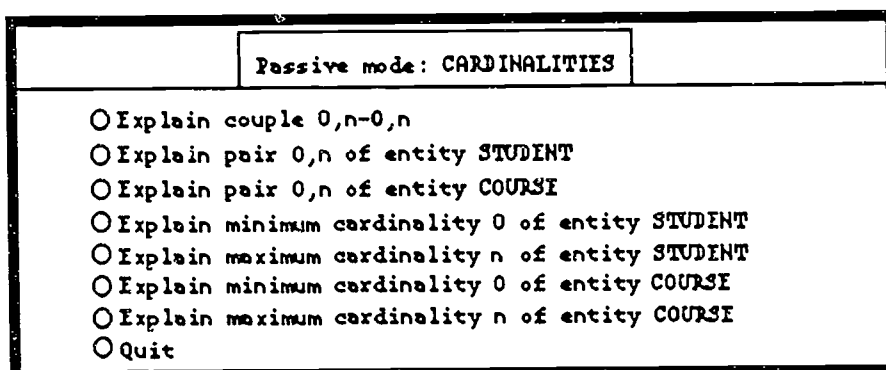 Passive mode: CARDINALITIES
Explain couple 0,n-0,n
Explain pair 0,n of entity STUDENT
Explain pair 0,n of entity COURSE
Explain minimum cardinality 0 of entity STUDENT
Explain maximum cardinality n of entity STUDENT
Explain minimum cardinality 0 of entity COURSE
Explain maximum cardinality n of entity COURSE
Quit